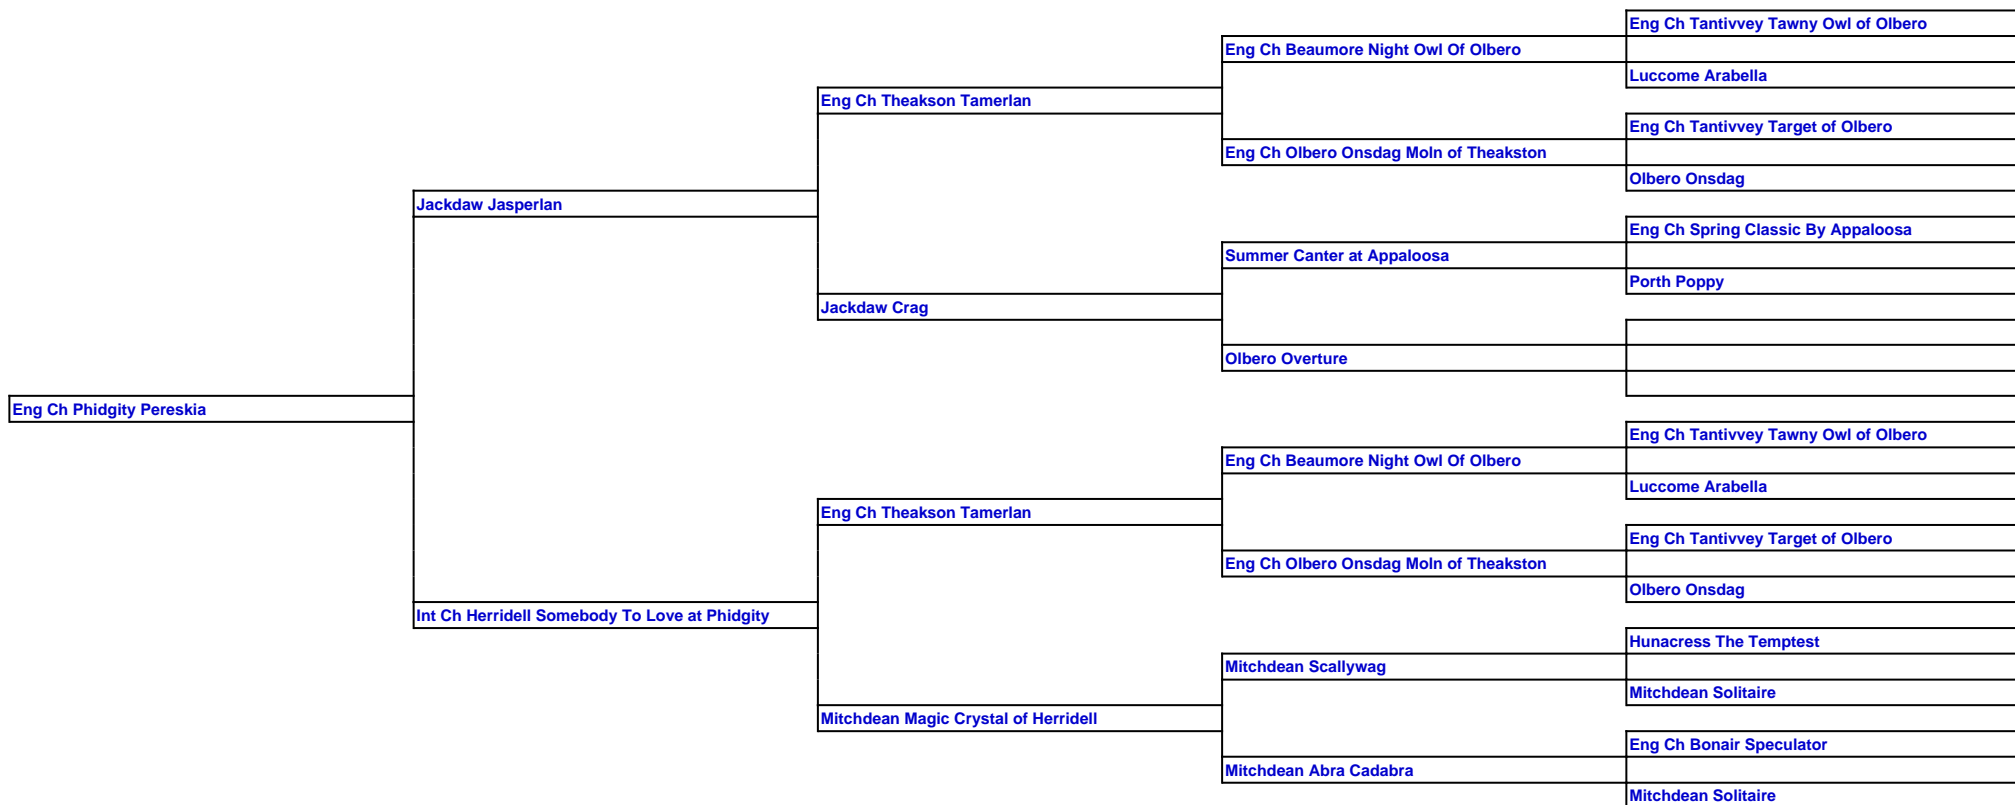 Eng Ch Tantivvey Tawny Owl of Olbero
Eng Ch Beaumore Night Owl Of Olbero
Luccome Arabella
Eng Ch Theakson Tamerlan
Eng Ch Tantivvey Target of Olbero
Eng Ch Olbero Onsdag Moln of Theakston
Olbero Onsdag
Jackdaw Jasperlan
Eng Ch Spring Classic By Appaloosa
Summer Canter at Appaloosa
Porth Poppy
Jackdaw Crag
Olbero Overture
Eng Ch Phidgity Pereskia
Eng Ch Tantivvey Tawny Owl of Olbero
Eng Ch Beaumore Night Owl Of Olbero
Luccome Arabella
Eng Ch Theakson Tamerlan
Eng Ch Tantivvey Target of Olbero
Eng Ch Olbero Onsdag Moln of Theakston
Olbero Onsdag
Int Ch Herridell Somebody To Love at Phidgity
Hunacress The Temptest
Mitchdean Scallywag
Mitchdean Solitaire
Mitchdean Magic Crystal of Herridell
Eng Ch Bonair Speculator
Mitchdean Abra Cadabra
Mitchdean Solitaire